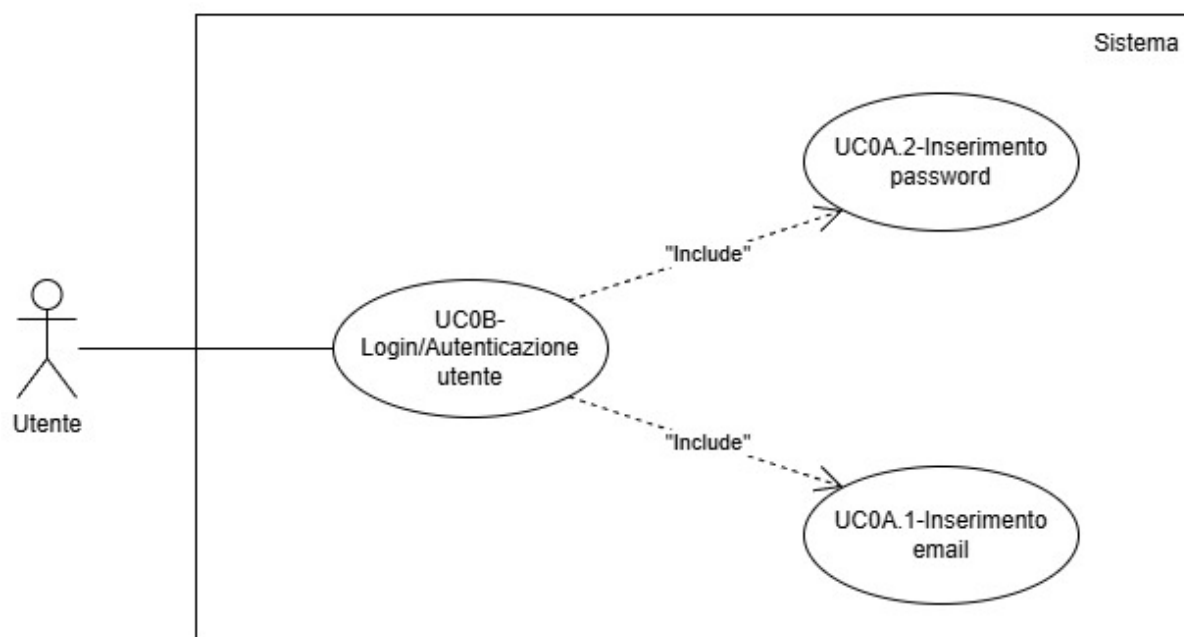 Sistema
UC0A.2-Inserimento
password
"Include"
UC0B-
Login/Autenticazione
utente
Utente
"Include"
UC0A.1-Inserimento
email